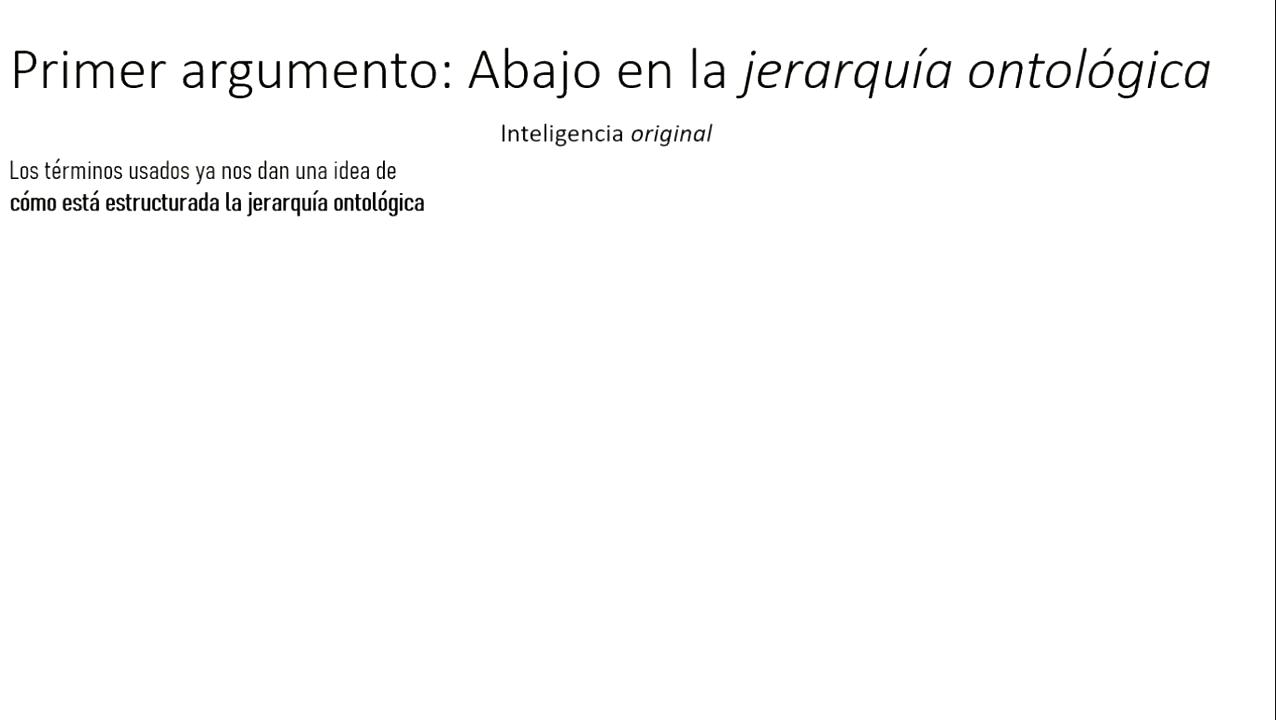 Primer argumento: Abajo en la jerarquía ontológica
Inteligencia original
Los términos usados ya nos dan una idea de
cómo está estructurada la jerarquía ontológica